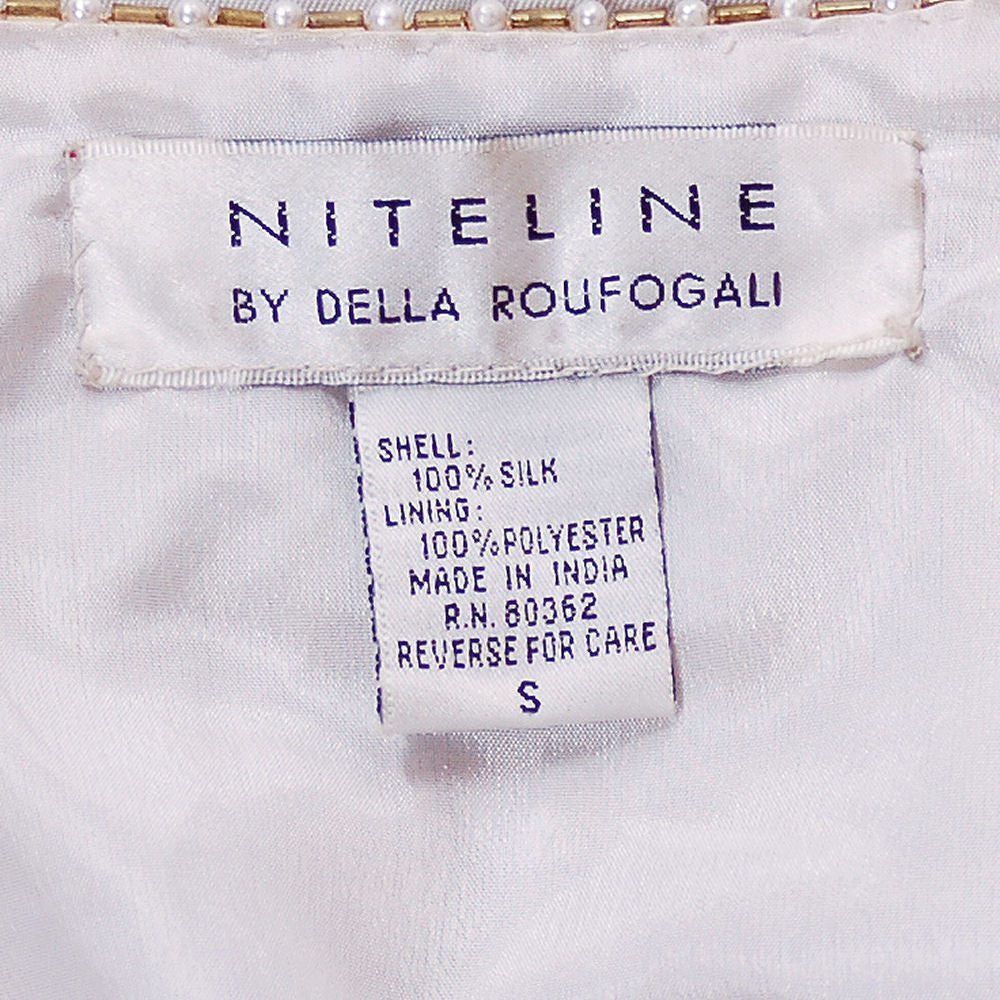 NITELINE
BY DELLA ROUFOGALI
SHELL:
100% SILK
LINING:
100% POLYESTER
MADE IN INDIA
R.N. 80362
REVERSE FOR CARE
S